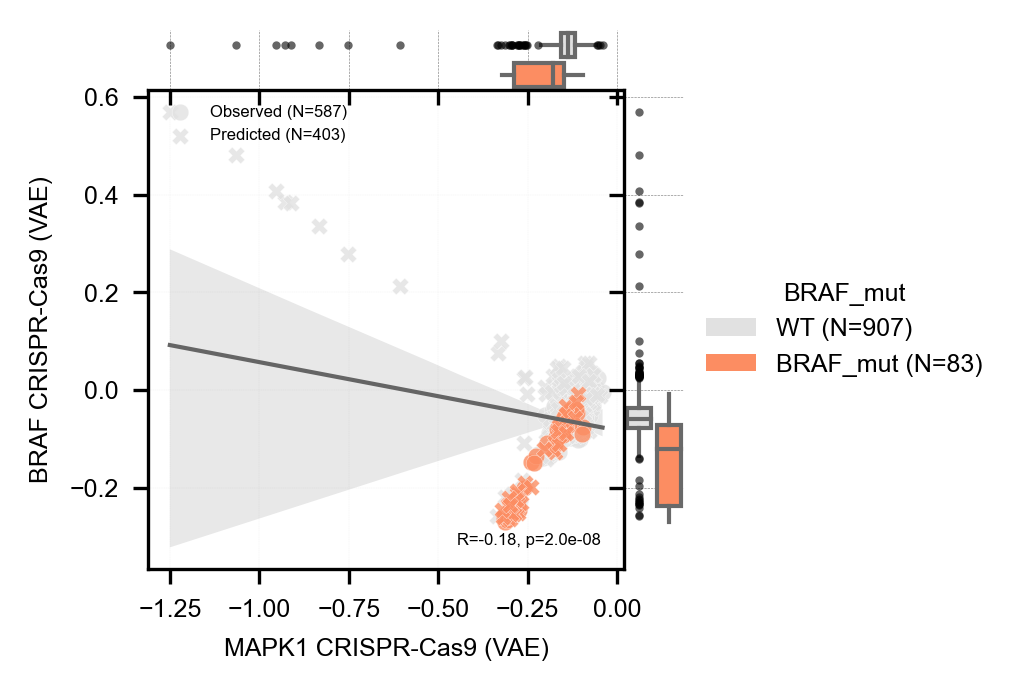 0.6
0.4
0.2
0.0
−0.2
BRAF CRISPR-Cas9 (VAE)
Observed (N=587)
Predicted (N=403)
R=-0.18, p=2.0e-08
−1.25 −1.00 −0.75 −0.50 −0.25 0.00
MAPK1 CRISPR-Cas9 (VAE)
BRAF_mut
WT (N=907)
BRAF_mut (N=83)